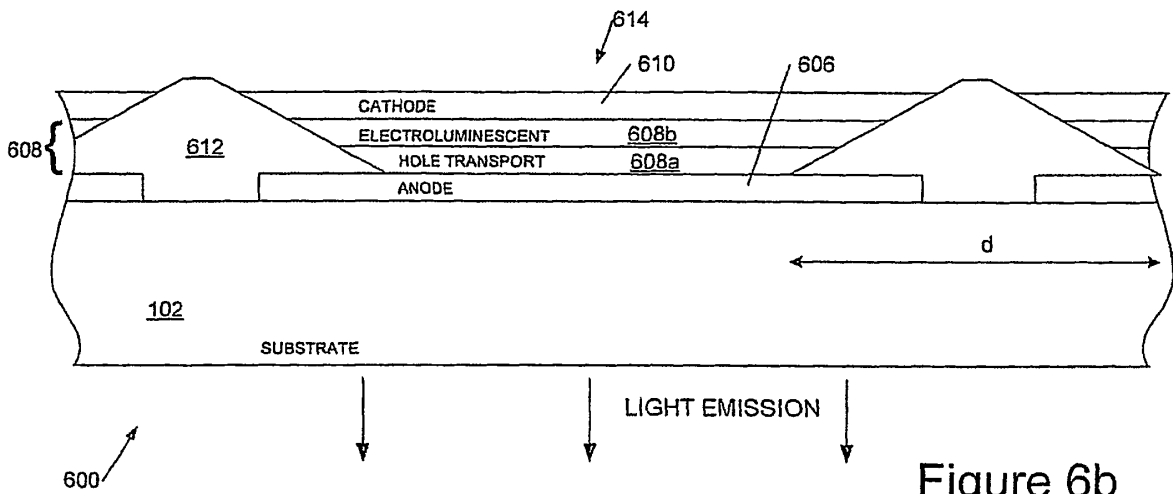 614
610
606
CATHODE
ELECTROLUMINESCENT 608b
608
612
HOLE TRANSPORT 608a
ANODE
d
102
SUBSTRATE
LIGHT EMISSION
600
Figure 6b